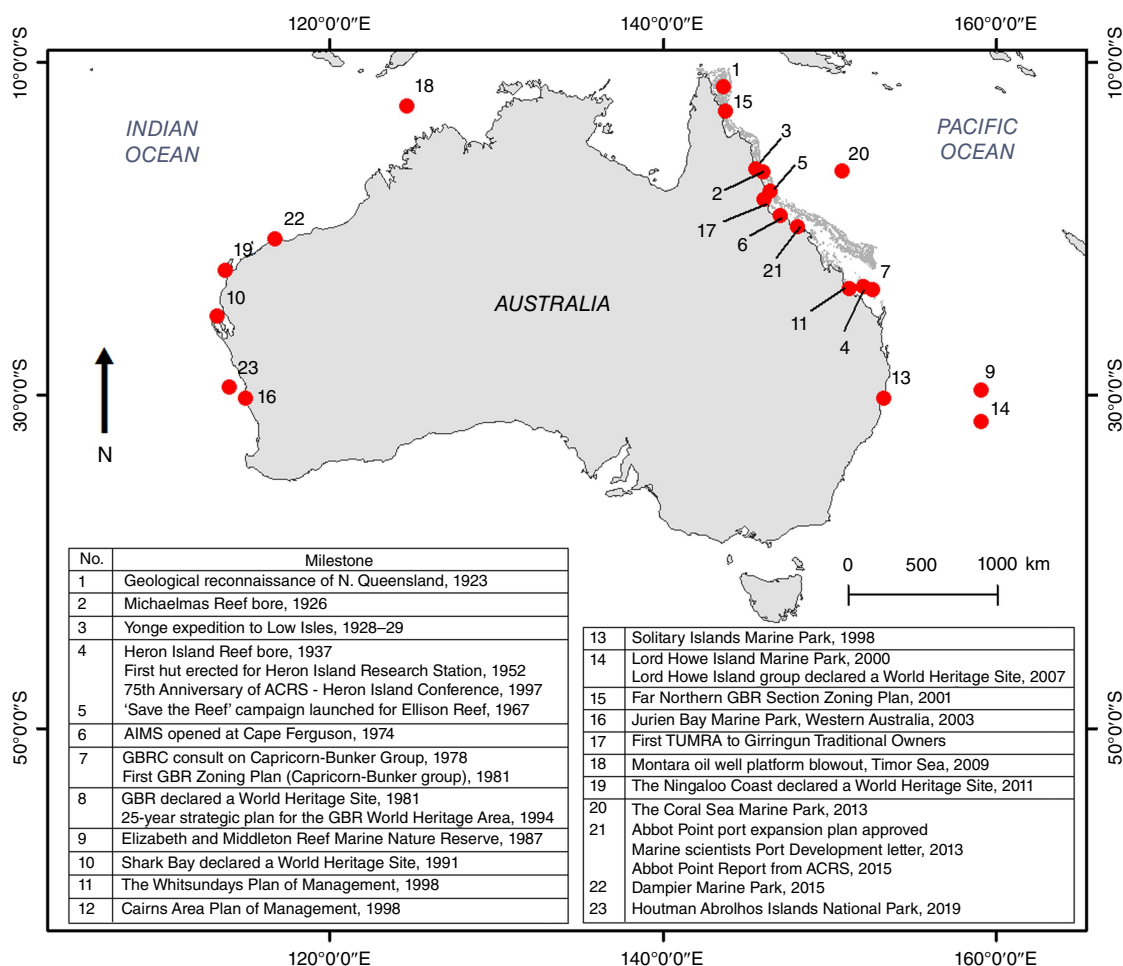 120°0'0"E 140°0'0"E 160°0'0"E
10°0'0"S 10°0'0"S
1
18
15
INDIAN
OCEAN
PACIFIC
OCEAN
3
5
20
2
22
17
6
19
21
7
10
AUSTRALIA
11
4
23
13
9
16
14
30°0'0"S 30°0'0"S
N
0 500 1000 km
No. Milestone
1 Geological reconnaissance of N. Queensland, 1923
2 Michaelmas Reef bore, 1926
3 Yonge expedition to Low Isles, 1928–29
4 Heron Island Reef bore, 1937
First hut erected for Heron Island Research Station, 1952
75th Anniversary of ACRS - Heron Island Conference, 1997
5 ‘Save the Reef’ campaign launched for Ellison Reef, 1967
6 AIMS opened at Cape Ferguson, 1974
7 GBRC consult on Capricorn-Bunker Group, 1978
First GBR Zoning Plan (Capricorn-Bunker group), 1981
8 GBR declared a World Heritage Site, 1981
25-year strategic plan for the GBR World Heritage Area, 1994
9 Elizabeth and Middleton Reef Marine Nature Reserve, 1987
10 Shark Bay declared a World Heritage Site, 1991
11 The Whitsundays Plan of Management, 1998
12 Cairns Area Plan of Management, 1998
13 Solitary Islands Marine Park, 1998
14 Lord Howe Island Marine Park, 2000
Lord Howe Island group declared a World Heritage Site, 2007
15 Far Northern GBR Section Zoning Plan, 2001
16 Jurien Bay Marine Park, Western Australia, 2003
17 First TUMRA to Girringun Traditional Owners
18 Montara oil well platform blowout, Timor Sea, 2009
19 The Ningaloo Coast declared a World Heritage Site, 2011
20 The Coral Sea Marine Park, 2013
21 Abbot Point port expansion plan approved
Marine scientists Port Development letter, 2013
Abbot Point Report from ACRS, 2015
22 Dampier Marine Park, 2015
23 Houtman Abrolhos Islands National Park, 2019
50°0'0"S 50°0'0"S
120°0'0"E 140°0'0"E 160°0'0"E